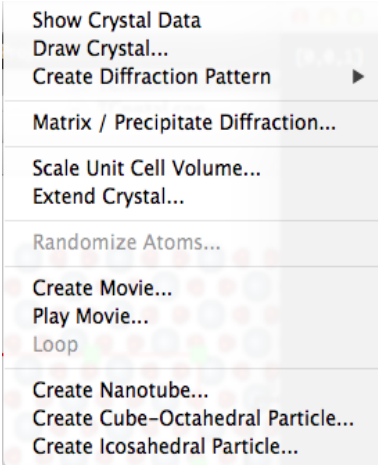 Show Crystal Data
Draw Crystal...
Create Diffraction Pattern
Matrix / Precipitate Diffraction...
Scale Unit Cell Volume...
Extend Crystal...
Randomize Atoms...
Create Movie...
Play Movie...
Loop
Create Nanotube...
Create Cube-Octahedral Particle...
Create Icosahedral Particle...